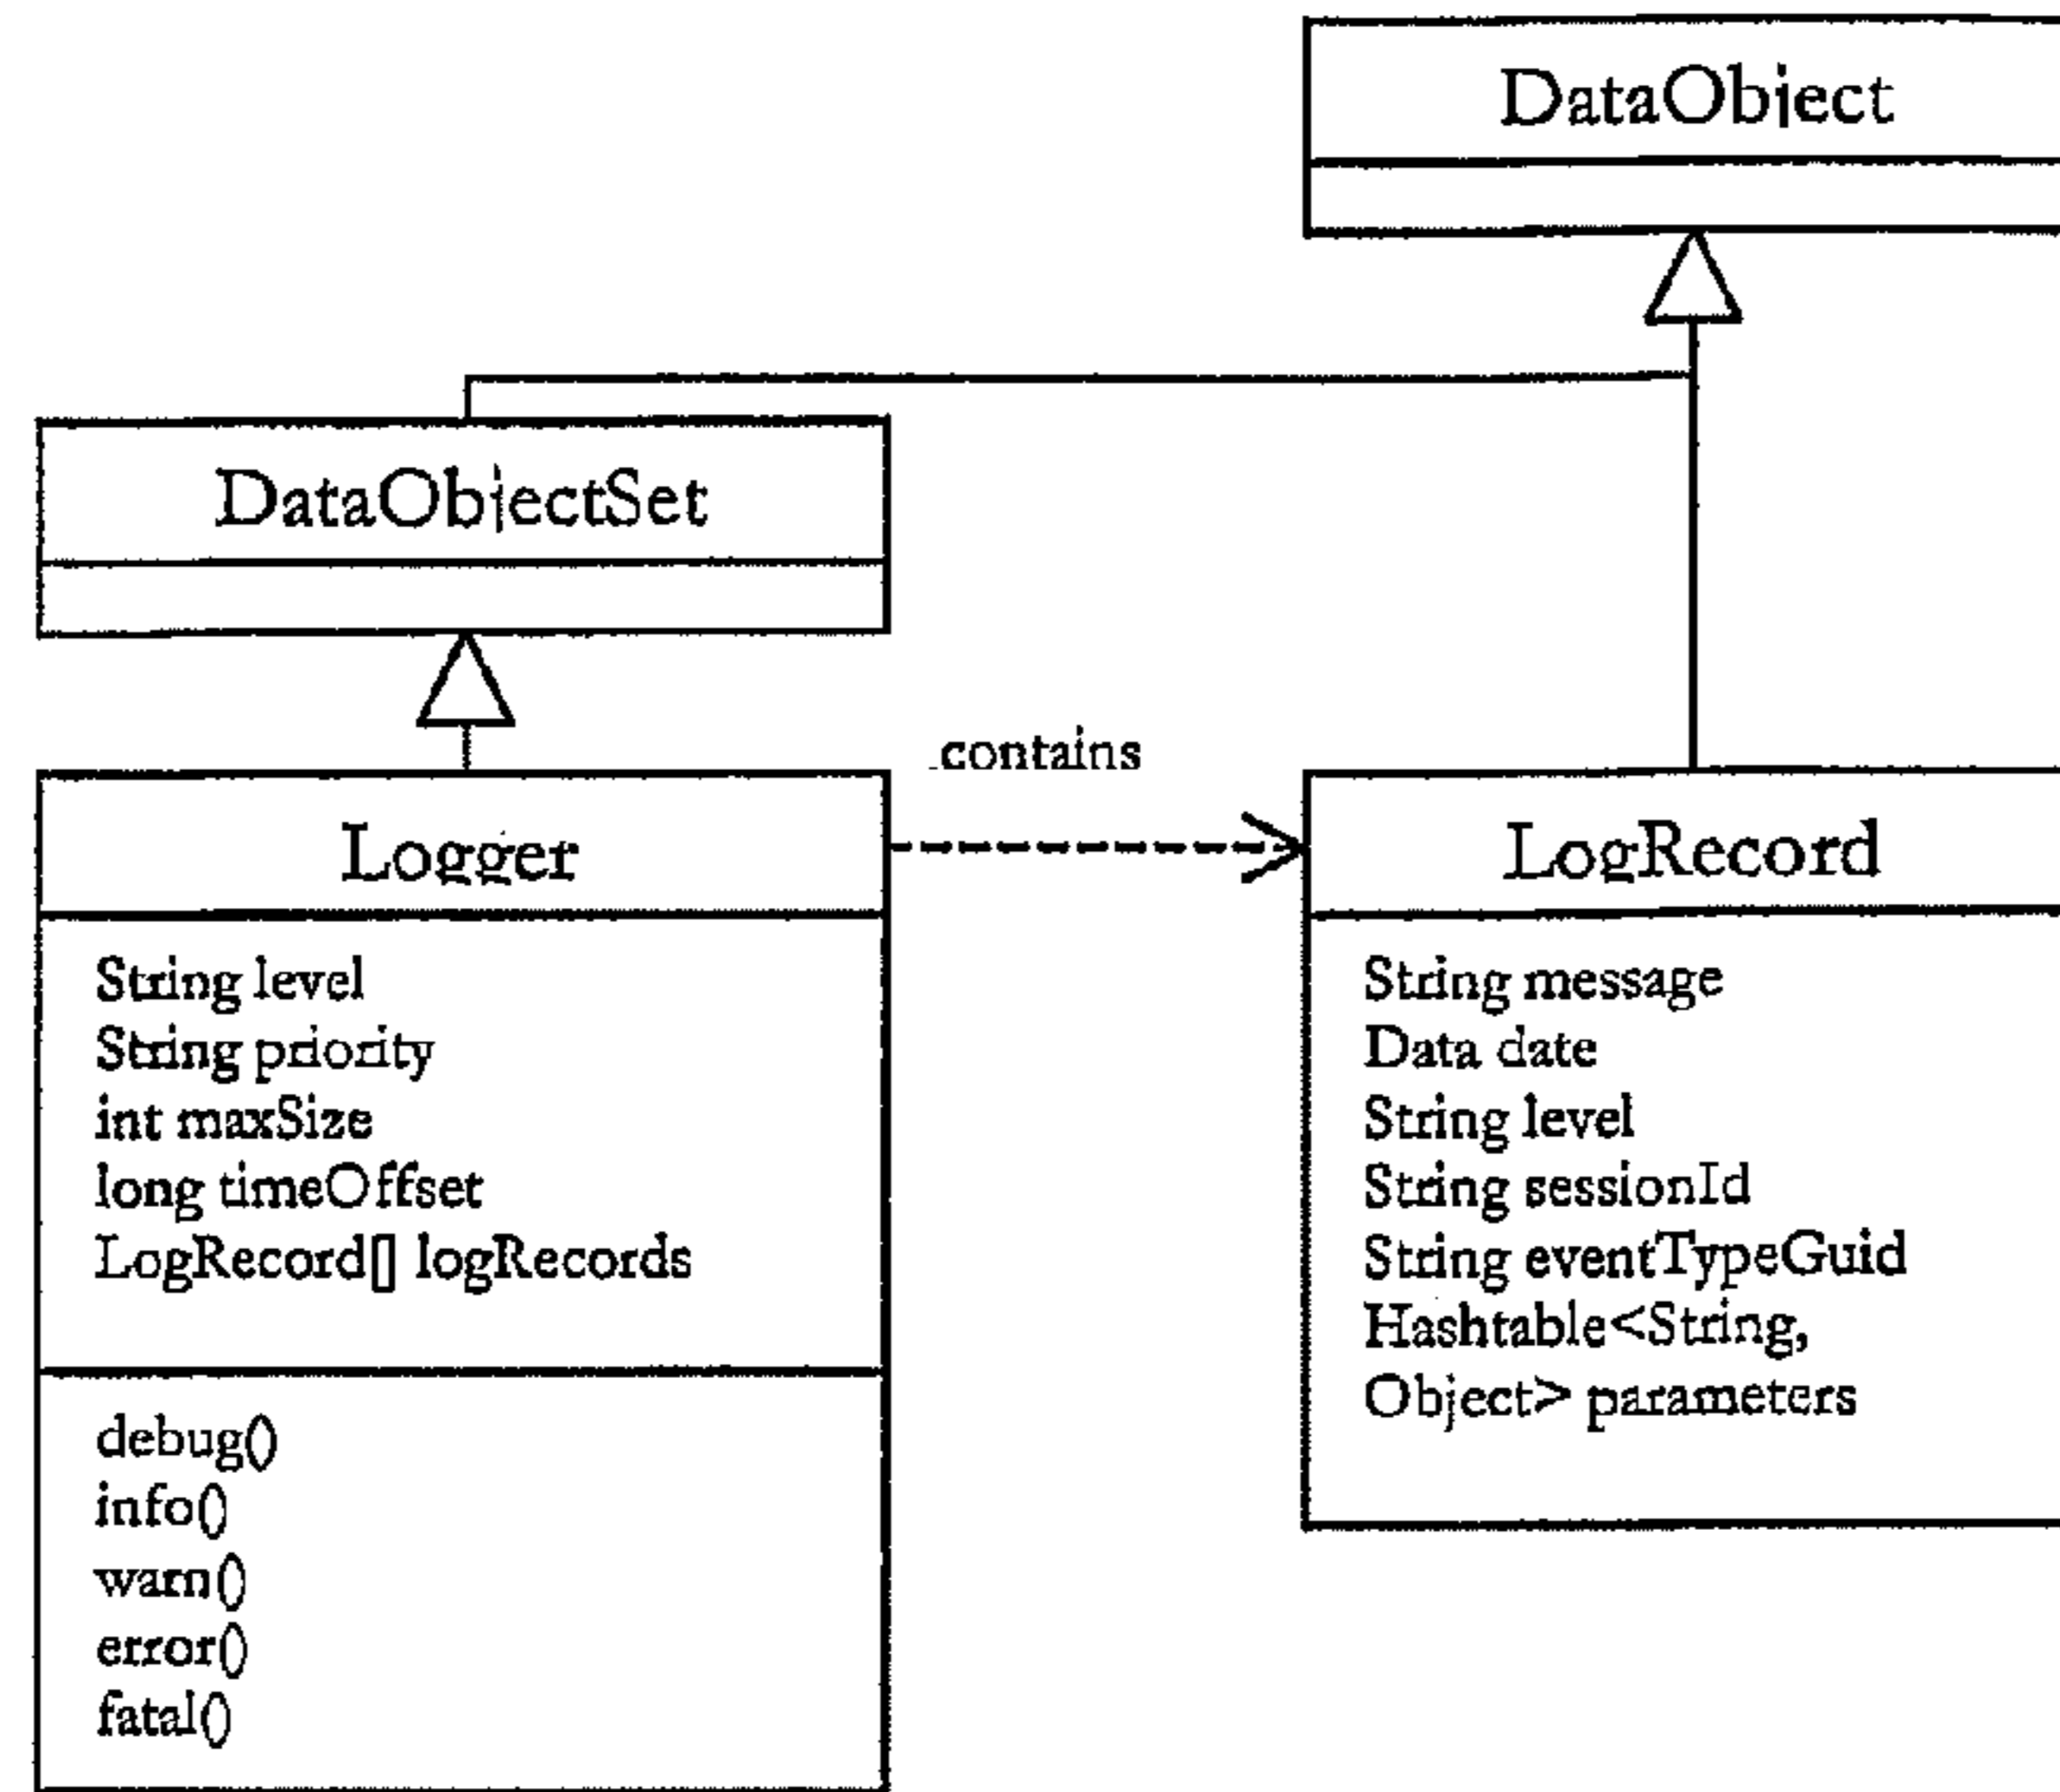 DataObject
DataObjectSet
contains
Logger
String level
String priority
int maxSize
long timeOffset
LogRecord[] logRecords
debug()
info()
warn()
error()
fatal()
LogRecord
String message
Data date
String level
String sessionId
String eventTypeGuid
Hashtable<String,
Object> parameters